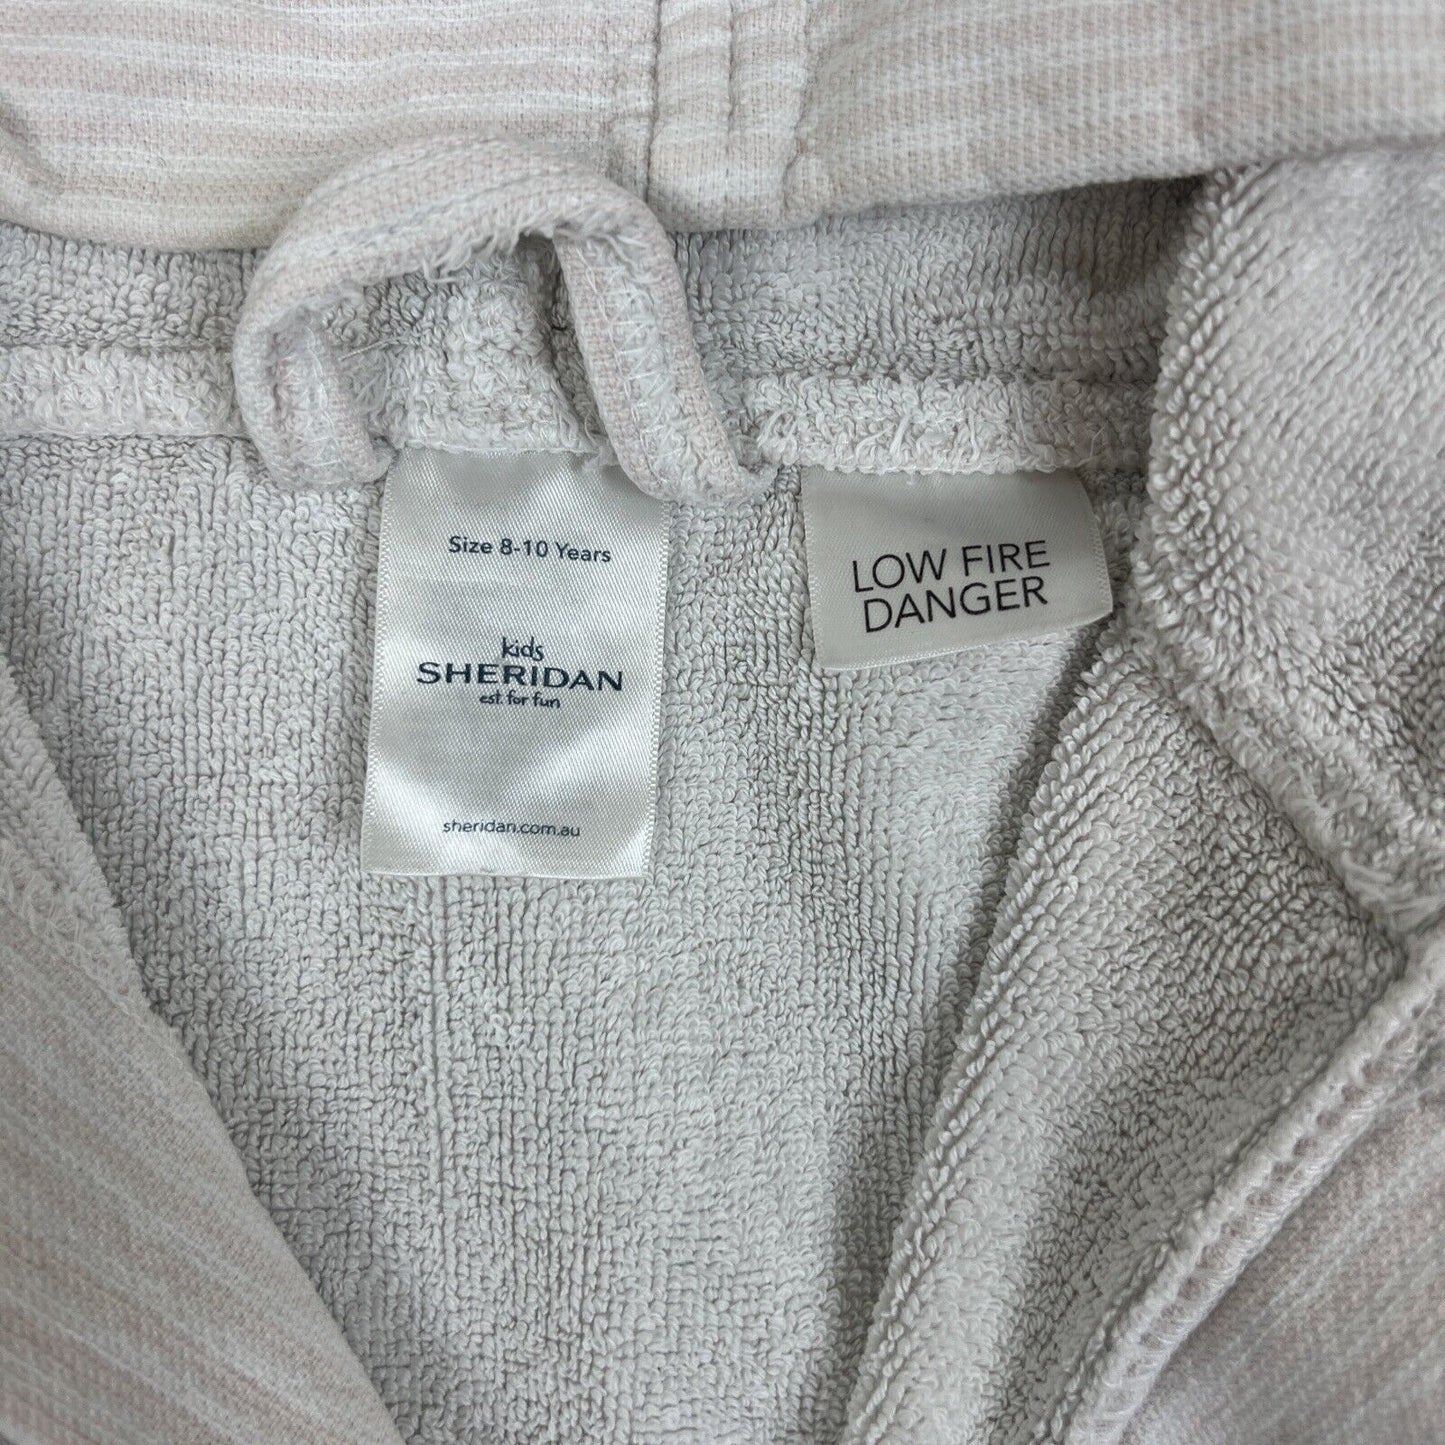 Size 8-10 Years
kids
SHERIDAN
est. for fun
sheridan.com.au
LOW FIRE
DANGER